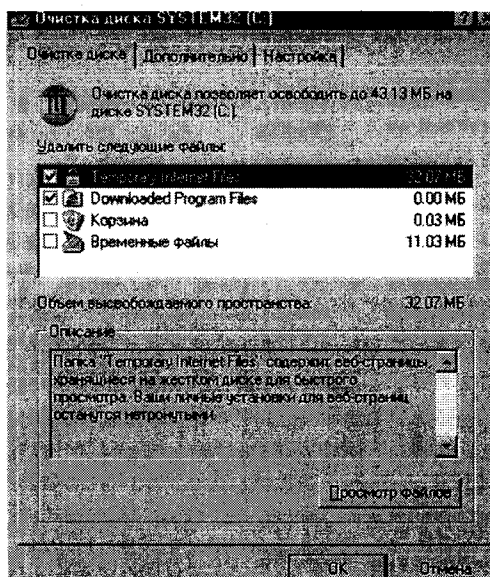 Очистка диска SYSTEM32 (C:)
Очистка диска Дополнительно Настройка
Очистка диска позволяет освободить до 43.13 МБ на
диске SYSTEM32 (C:).
Удалить следующие файлы:
Temporary Internet Files 32.07 МБ
Downloaded Program Files 0.00 МБ
Корзина 0.03 МБ
Временные файлы 11.03 МБ
Объем высвобождаемого пространства: 32.07 МБ
Описание
Папка "Temporary Internet Files" содержит веб-страницы,
хранящиеся на жестком диске для быстрого
просмотра. Ваши личные установки для веб-страниц
останутся нетронутыми.
Просмотр файлов
OK Отмена